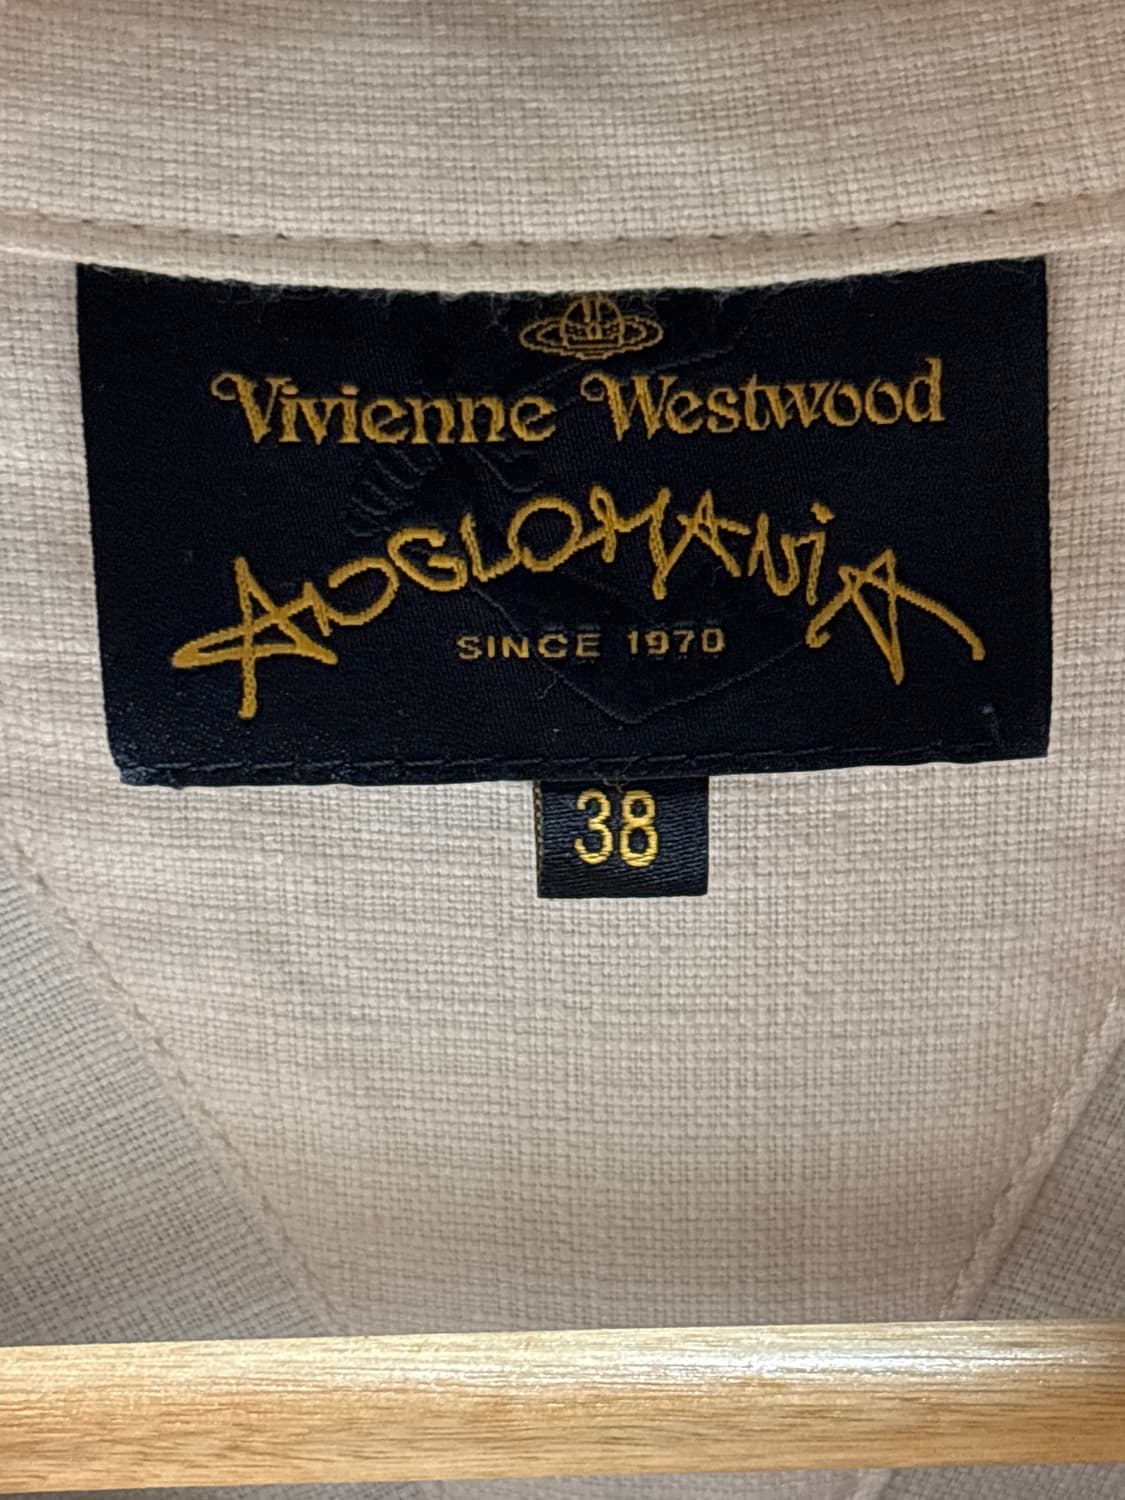 Vivienne Westwood
ANGLOMANIA
SINCE 1970
38